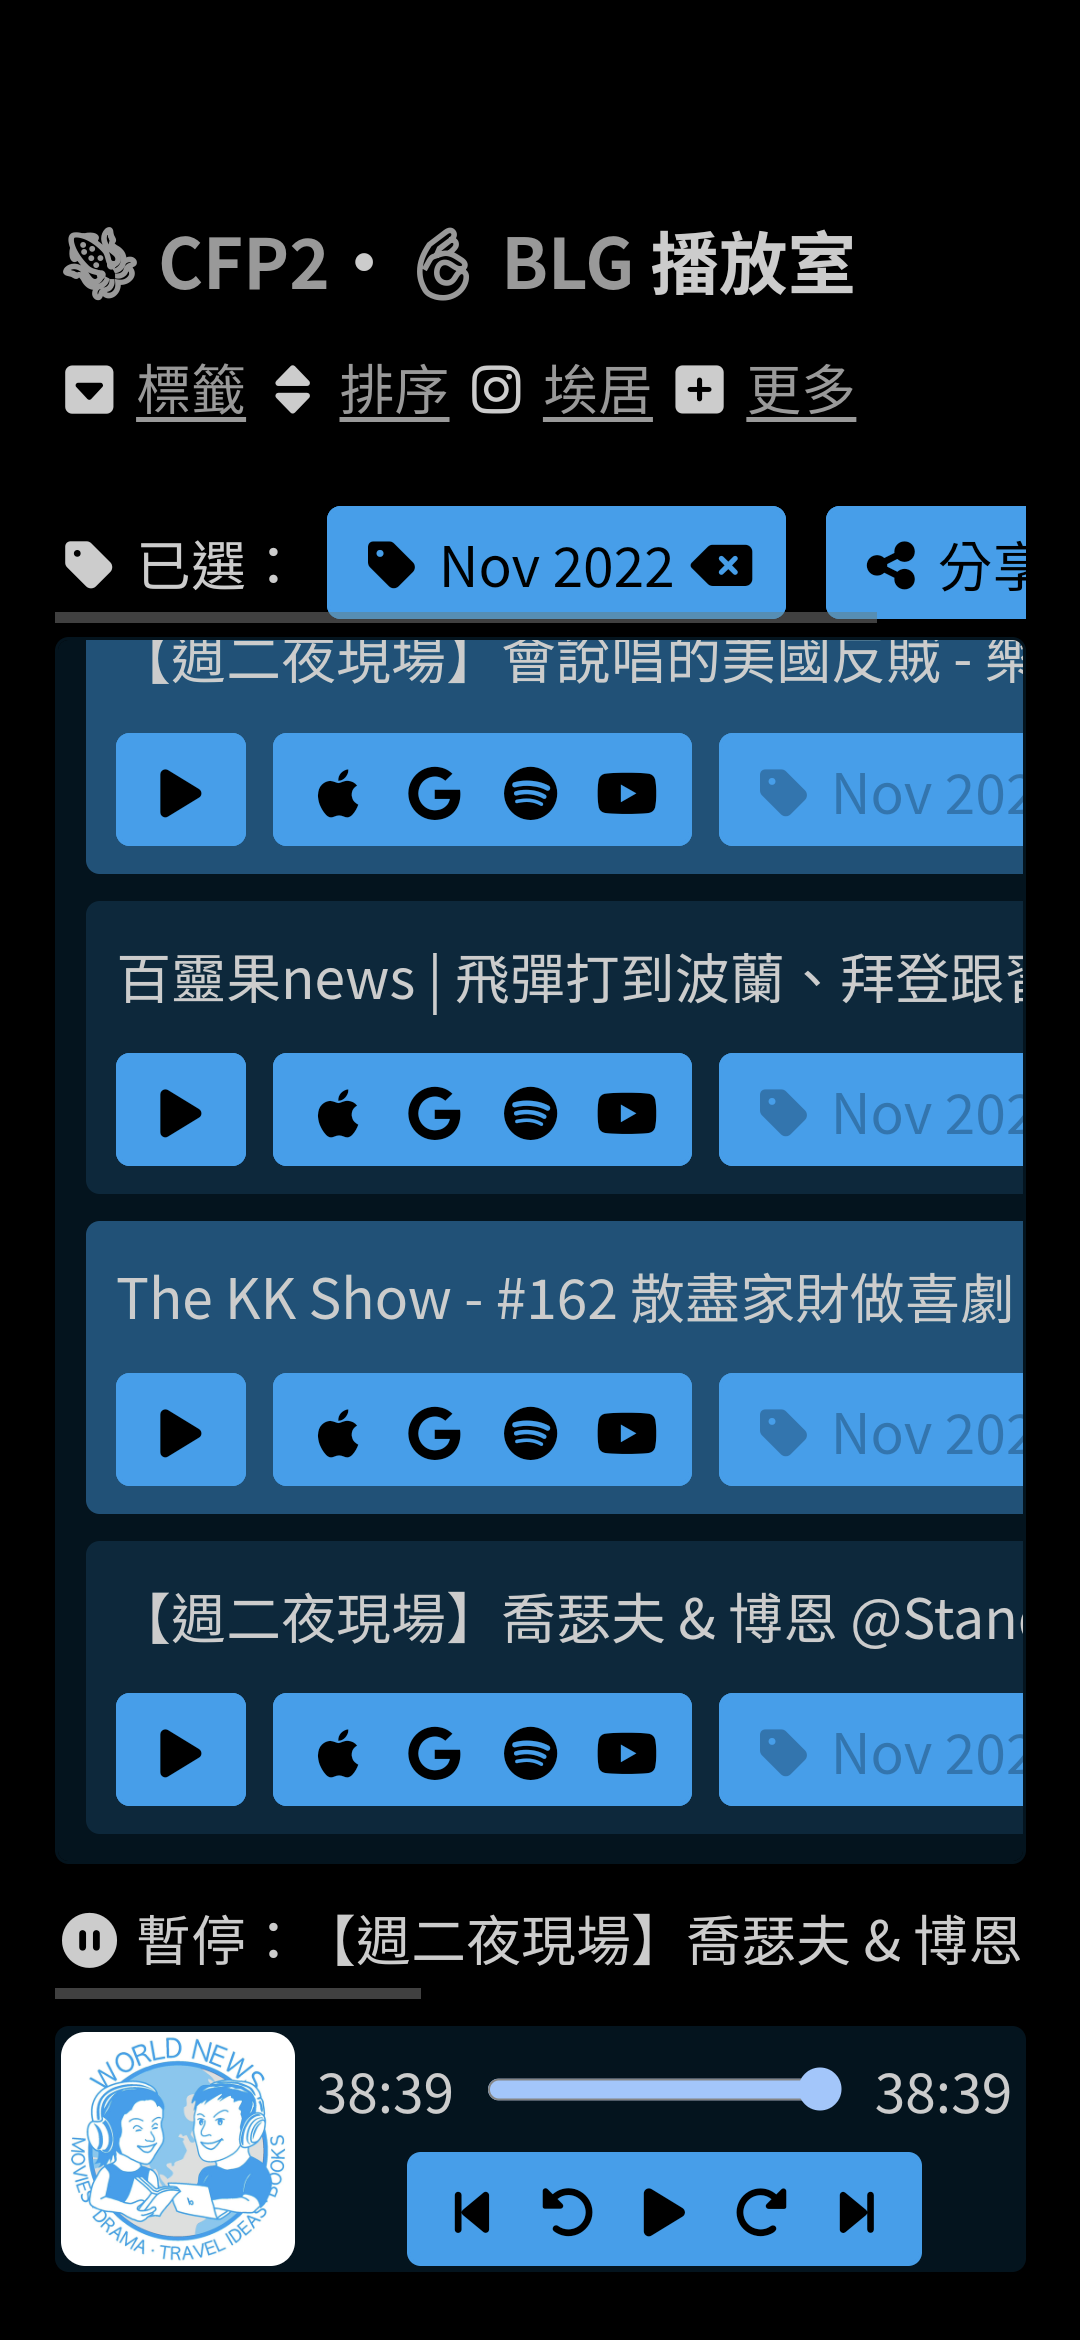 CFP2 • BLG 播放室
標籤 排序 埃居 更多
已選： Nov 2022 分享
【週二夜現場】會說唱的美國反賊 -
Nov 202
百靈果news | 飛彈打到波蘭、拜登跟習
Nov 202
The KK Show - #162 散盡家財做喜劇
Nov 202
【週二夜現場】喬瑟夫 & 博恩 @Stand
Nov 202
暫停：【週二夜現場】喬瑟夫 & 博恩
WORLD NEWS
MOVIES · DRAMA · TRAVEL IDEAS · BOOKS
38:39 38:39